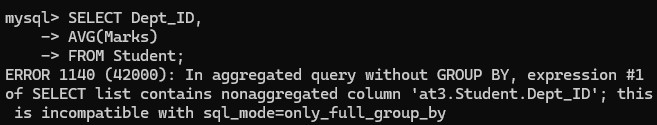 mysql> SELECT Dept_ID,
    -> AVG(Marks)
    -> FROM Student;
ERROR 1140 (42000): In aggregated query without GROUP BY, expression #1
of SELECT list contains nonaggregated column 'at3.Student.Dept_ID'; this
 is incompatible with sql_mode=only_full_group_by